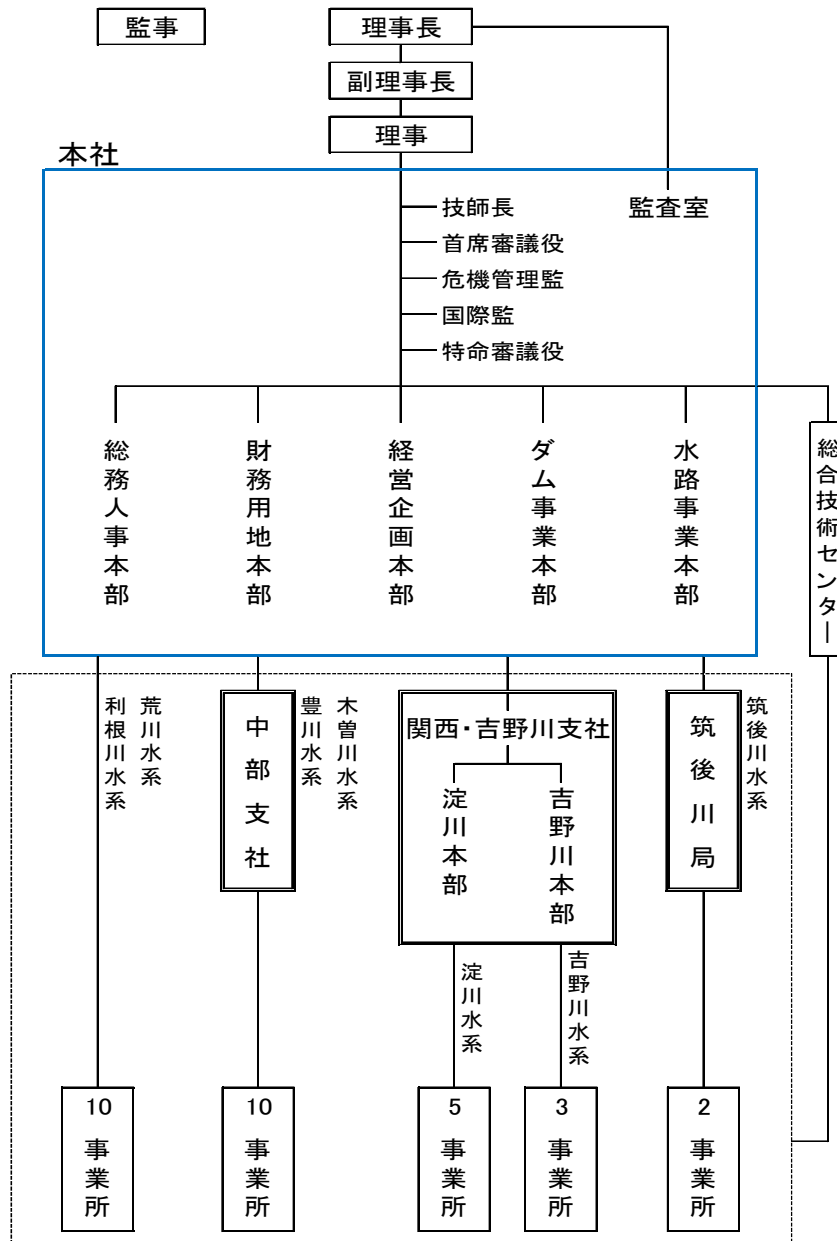 監事
理事長
副理事長
理事
本社
技師長
監査室
首席審議役
危機管理監
国際監
特命審議役
総務人事本部
財務用地本部
経営企画本部
ダム事業本部
水路事業本部
総合技術センター
荒川水系
利根川水系
中部支社
木曽川水系
豊川水系
関西・吉野川支社
淀川本部
吉野川本部
筑後川局
筑後川水系
淀川水系
吉野川水系
10
事業所
10
事業所
5
事業所
3
事業所
2
事業所